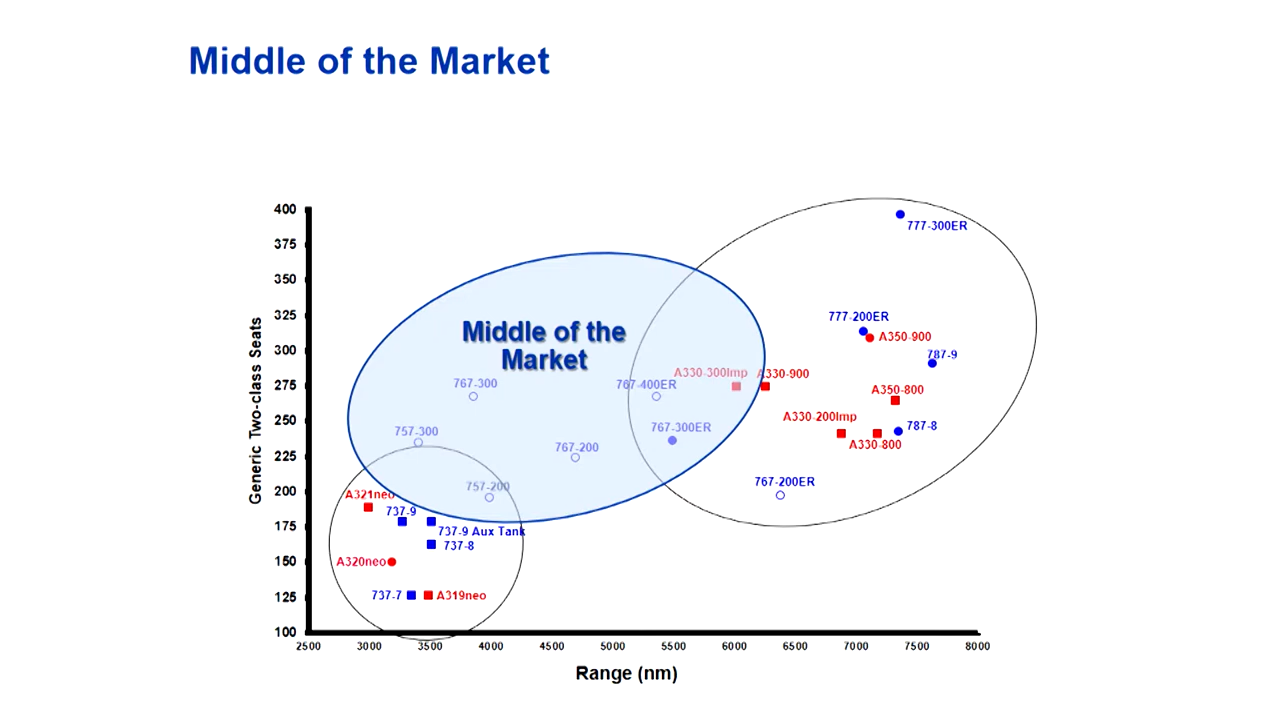 Middle of the Market
400
777-300ER
375
350
325
777-200ER
Middle of the
Market
A350-900
300
787-9
767-300
767-400ER
A330-300Imp
A330-900
275
A350-800
250
757-300
767-300ER
A330-200Imp
787-8
767-200
A330-800
225
757-200
767-200ER
200
A321neo
737-9
175
737-9 Aux Tank
737-8
150
A320neo
125
737-7
A319neo
100
Generic Two-class Seats
2500 3000 3500 4000 4500 5000 5500 6000 6500 7000 7500 8000
Range (nm)